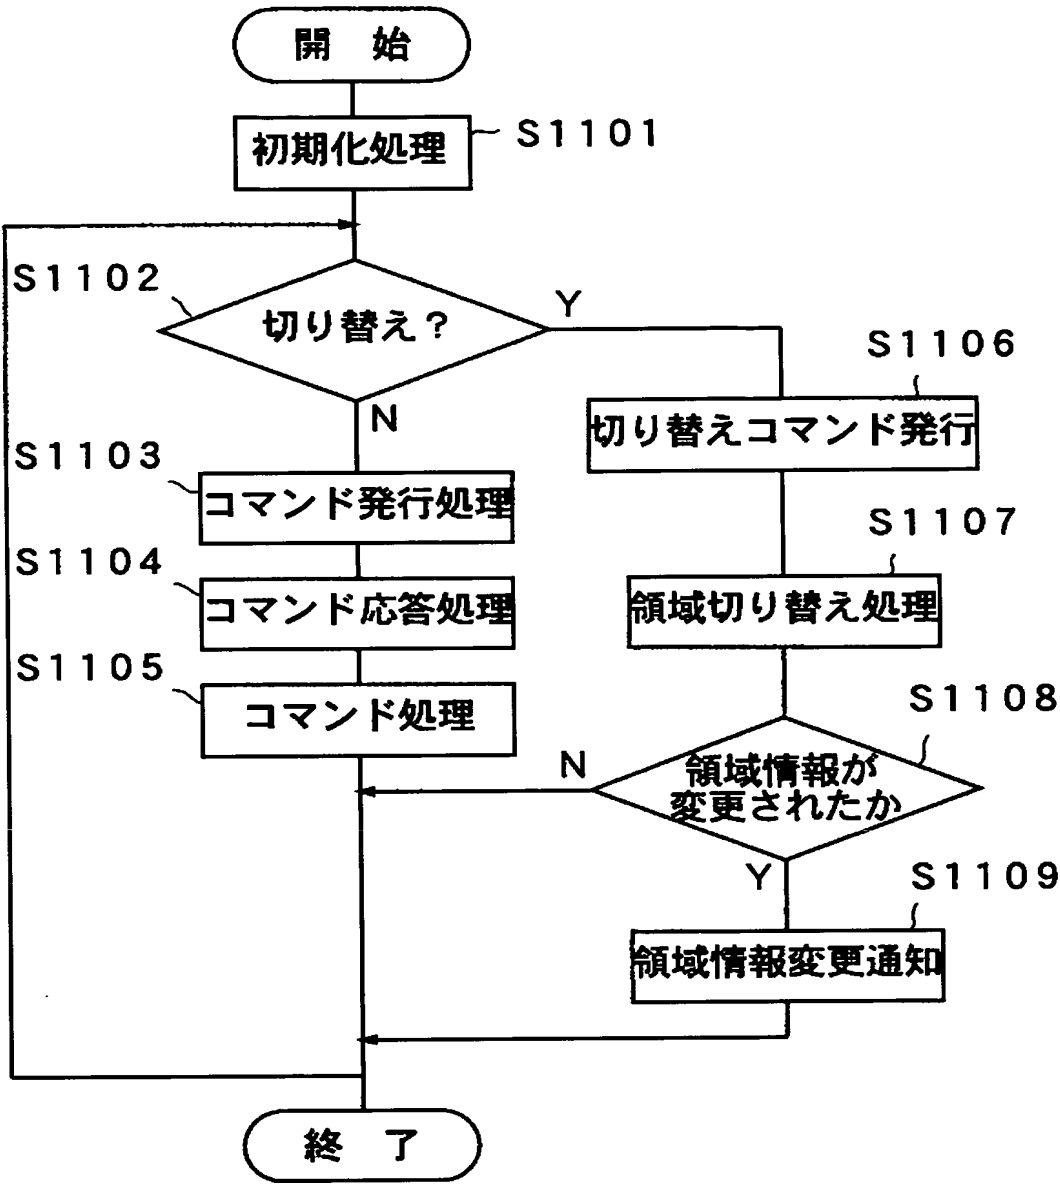 開 始
初期化処理
S1101
S1102
切り替え？
Y
N
S1106
切り替えコマンド発行
S1103
コマンド発行処理
S1107
領域切り替え処理
S1104
コマンド応答処理
S1105
コマンド処理
S1108
領域情報が
変更されたか
N
Y
S1109
領域情報変更通知
終 了